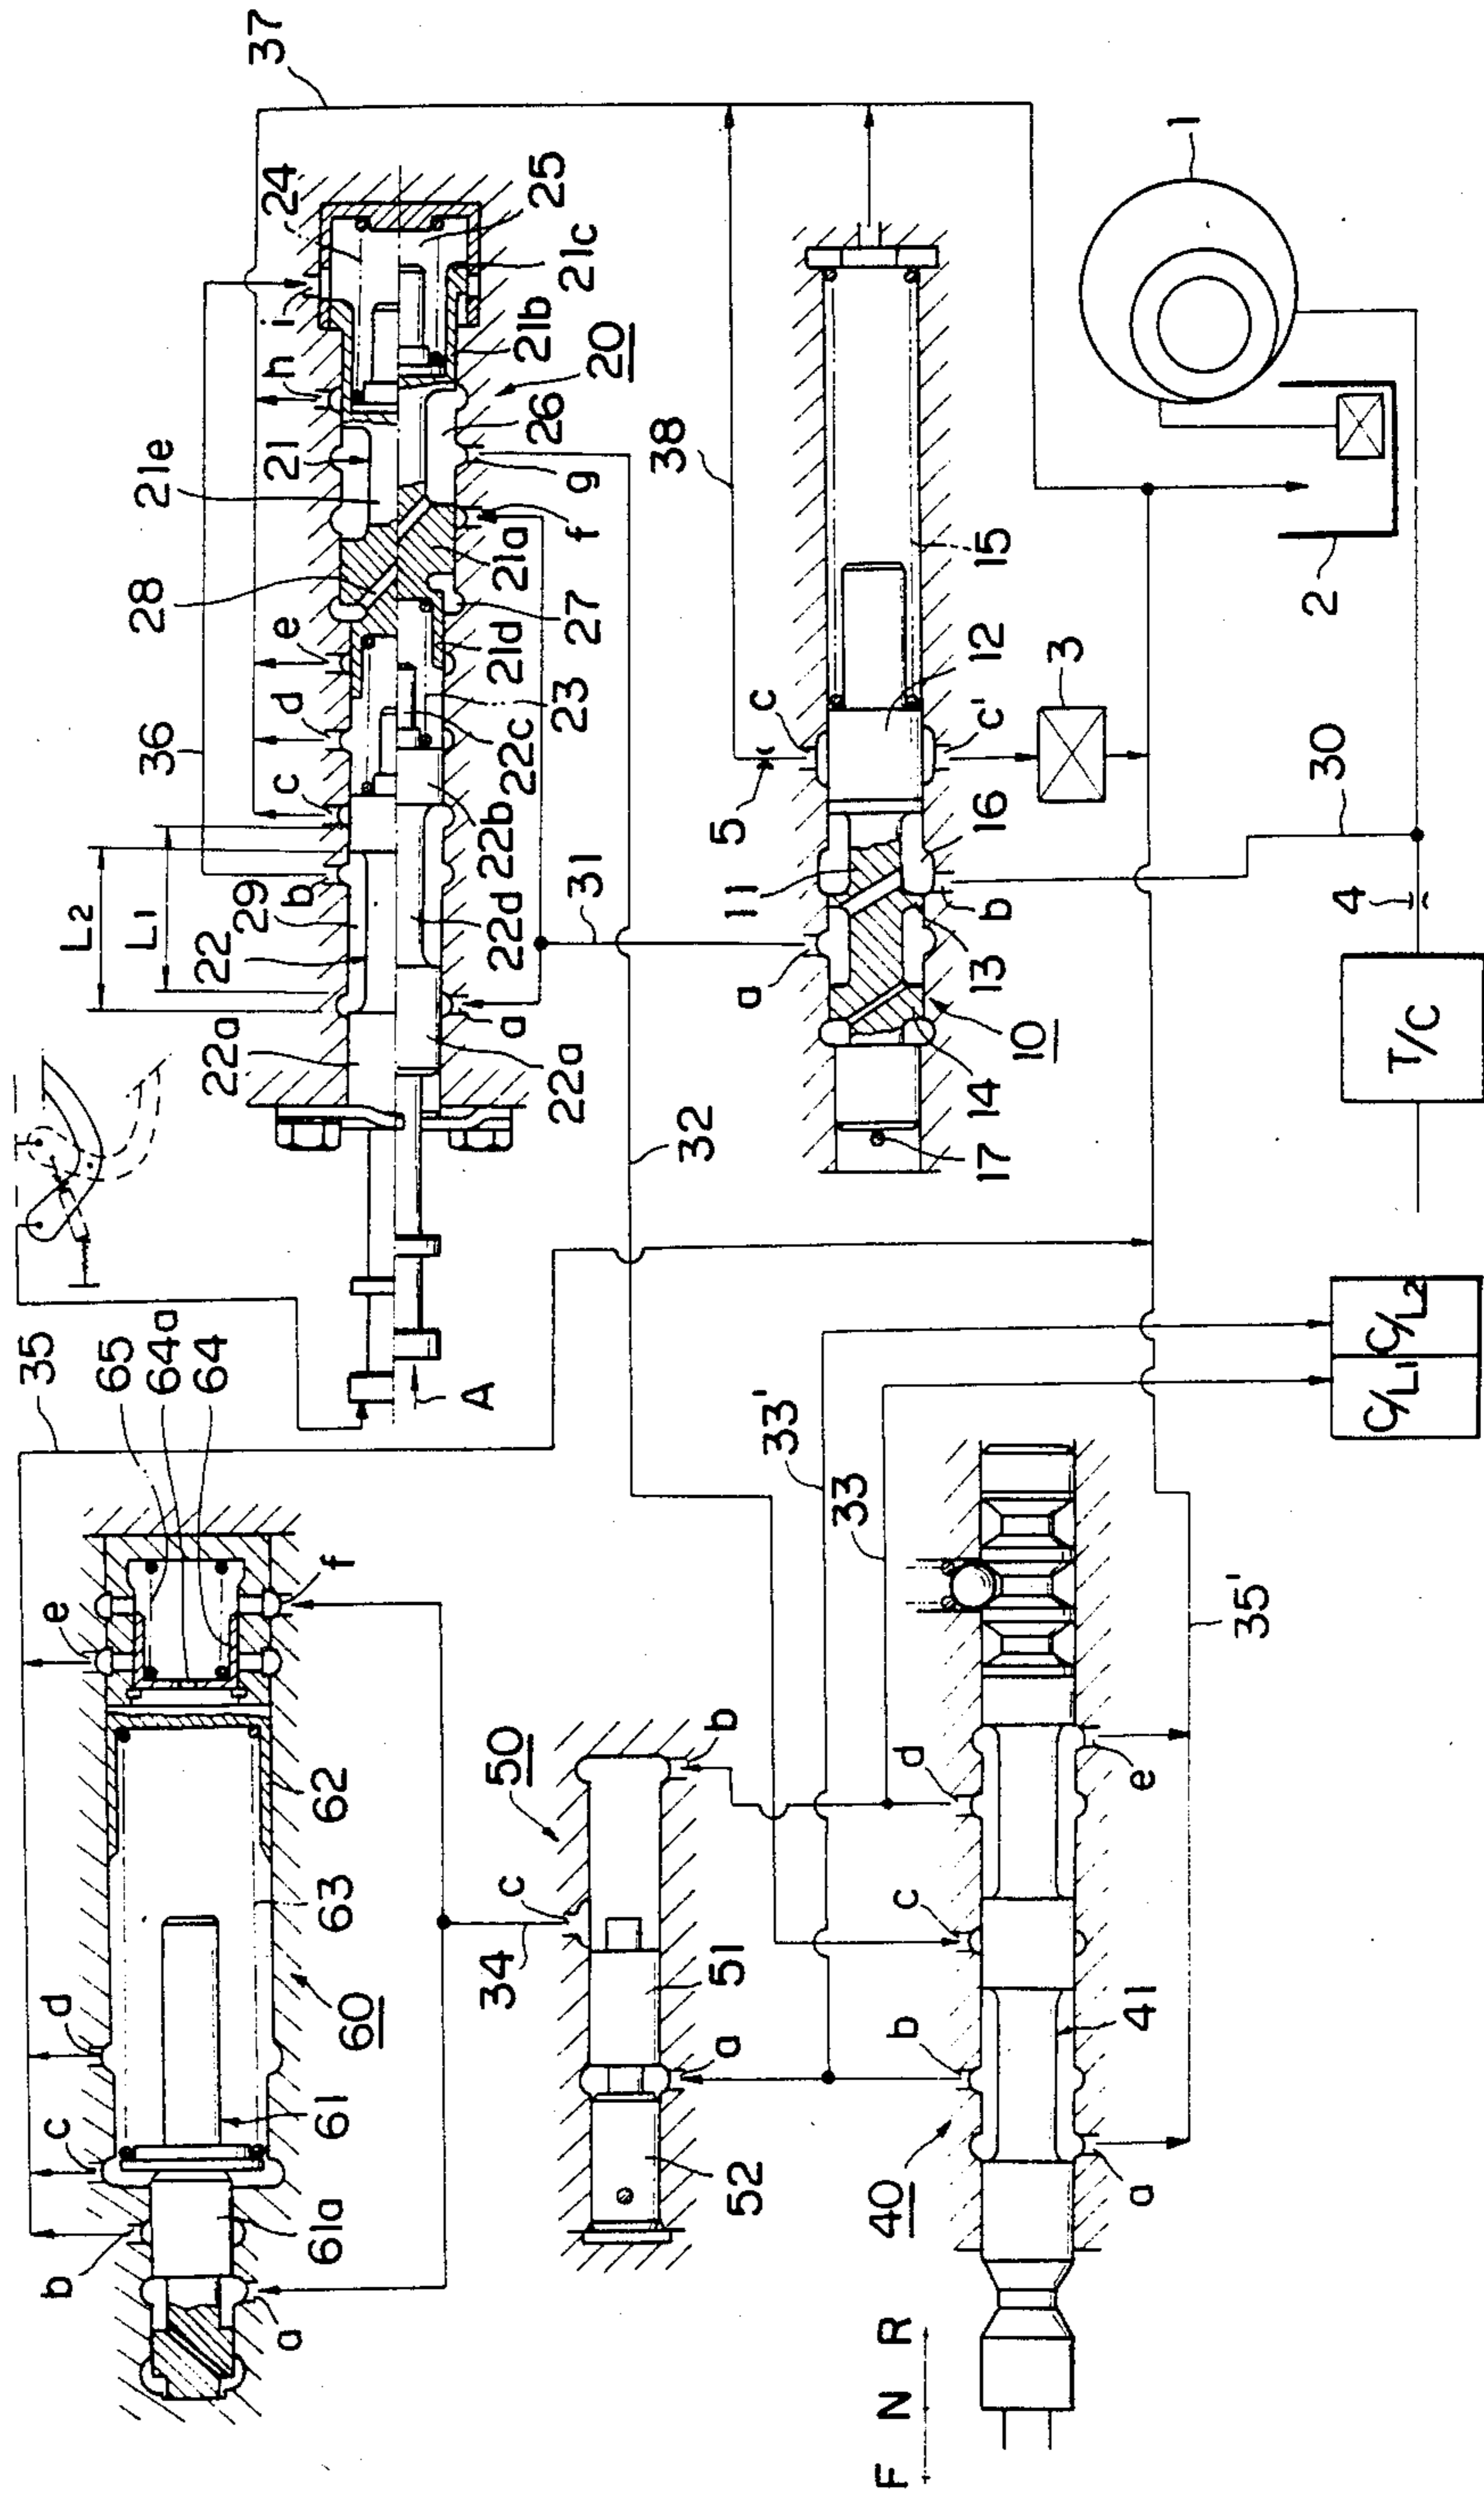 35
65
64a
64
e
f
d
c
b
a
60
61
61a
62
63
A
22a
22a
L2
L1
36
22
29
b
c
d
e
28
21e
21
h
i
24
37
a
22d
22b
22c
23
21d
27
21a
f
g
26
20
21b
21c
25
50
b
c
34
51
a
52
32
31
38
5
c
a
11
10
14
17
13
b
16
c'
12
15
3
1
2
30
4
T/C
33'
33
C/L1
C/L2
35'
40
41
a
b
c
d
e
F N R